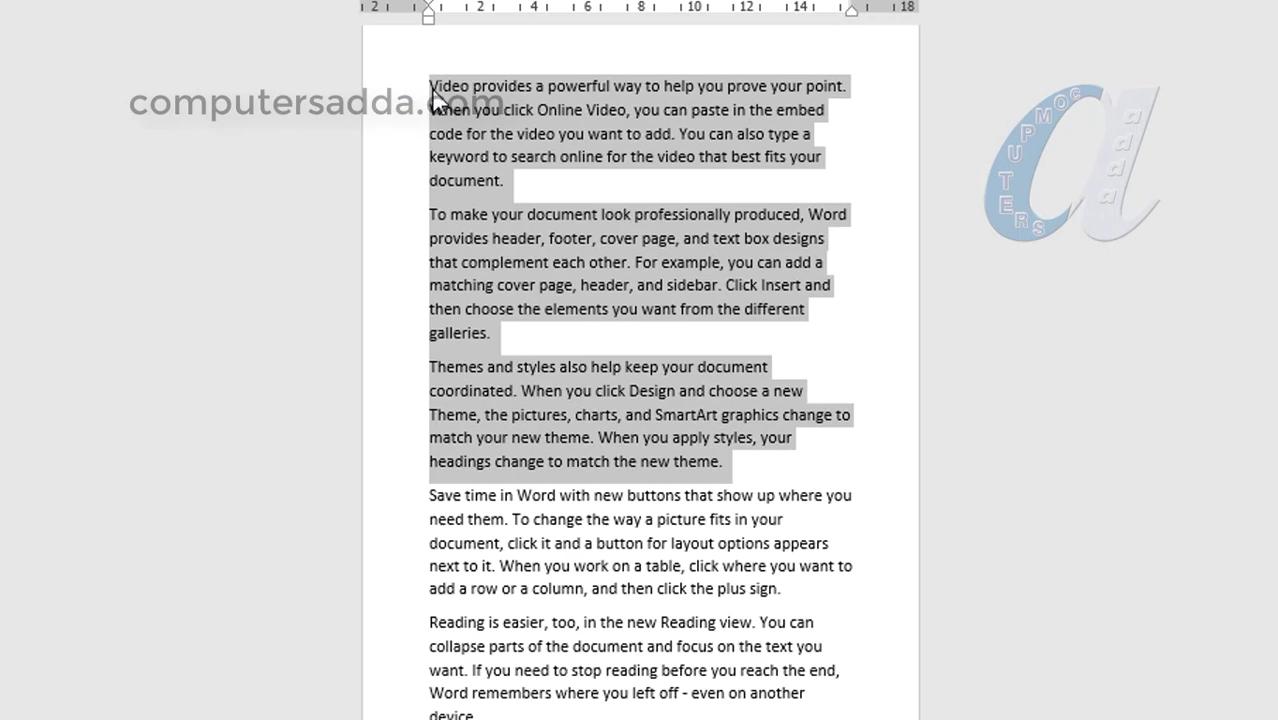 2 2 4 6 8 10 12 14 18
computersadda.com
COMPUTERS
adda
Video provides a powerful way to help you prove your point.
When you click Online Video, you can paste in the embed
code for the video you want to add. You can also type a
keyword to search online for the video that best fits your
document.
To make your document look professionally produced, Word
provides header, footer, cover page, and text box designs
that complement each other. For example, you can add a
matching cover page, header, and sidebar. Click Insert and
then choose the elements you want from the different
galleries.
Themes and styles also help keep your document
coordinated. When you click Design and choose a new
Theme, the pictures, charts, and SmartArt graphics change to
match your new theme. When you apply styles, your
headings change to match the new theme.
Save time in Word with new buttons that show up where you
need them. To change the way a picture fits in your
document, click it and a button for layout options appears
next to it. When you work on a table, click where you want to
add a row or a column, and then click the plus sign.
Reading is easier, too, in the new Reading view. You can
collapse parts of the document and focus on the text you
want. If you need to stop reading before you reach the end,
Word remembers where you left off - even on another
device